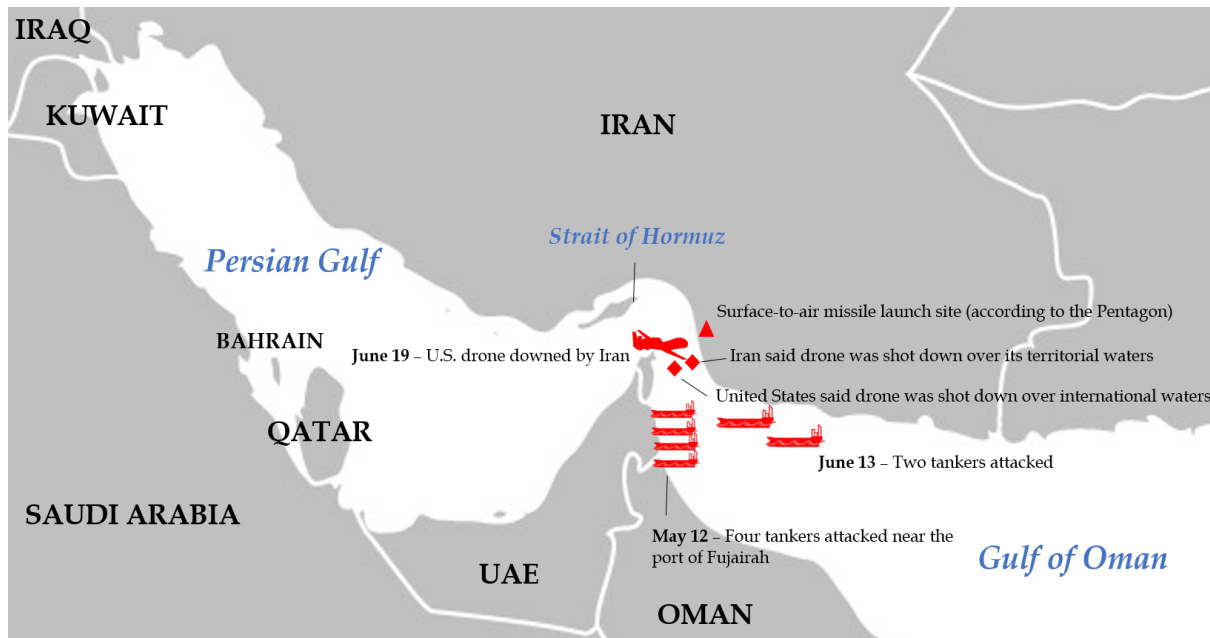 IRAQ
KUWAIT
IRAN
Strait of Hormuz
Persian Gulf
Surface-to-air missile launch site (according to the Pentagon)
BAHRAIN
June 19 – U.S. drone downed by Iran
Iran said drone was shot down over its territorial waters
United States said drone was shot down over international waters
QATAR
June 13 – Two tankers attacked
SAUDI ARABIA
May 12 – Four tankers attacked near the
port of Fujairah
Gulf of Oman
UAE
OMAN